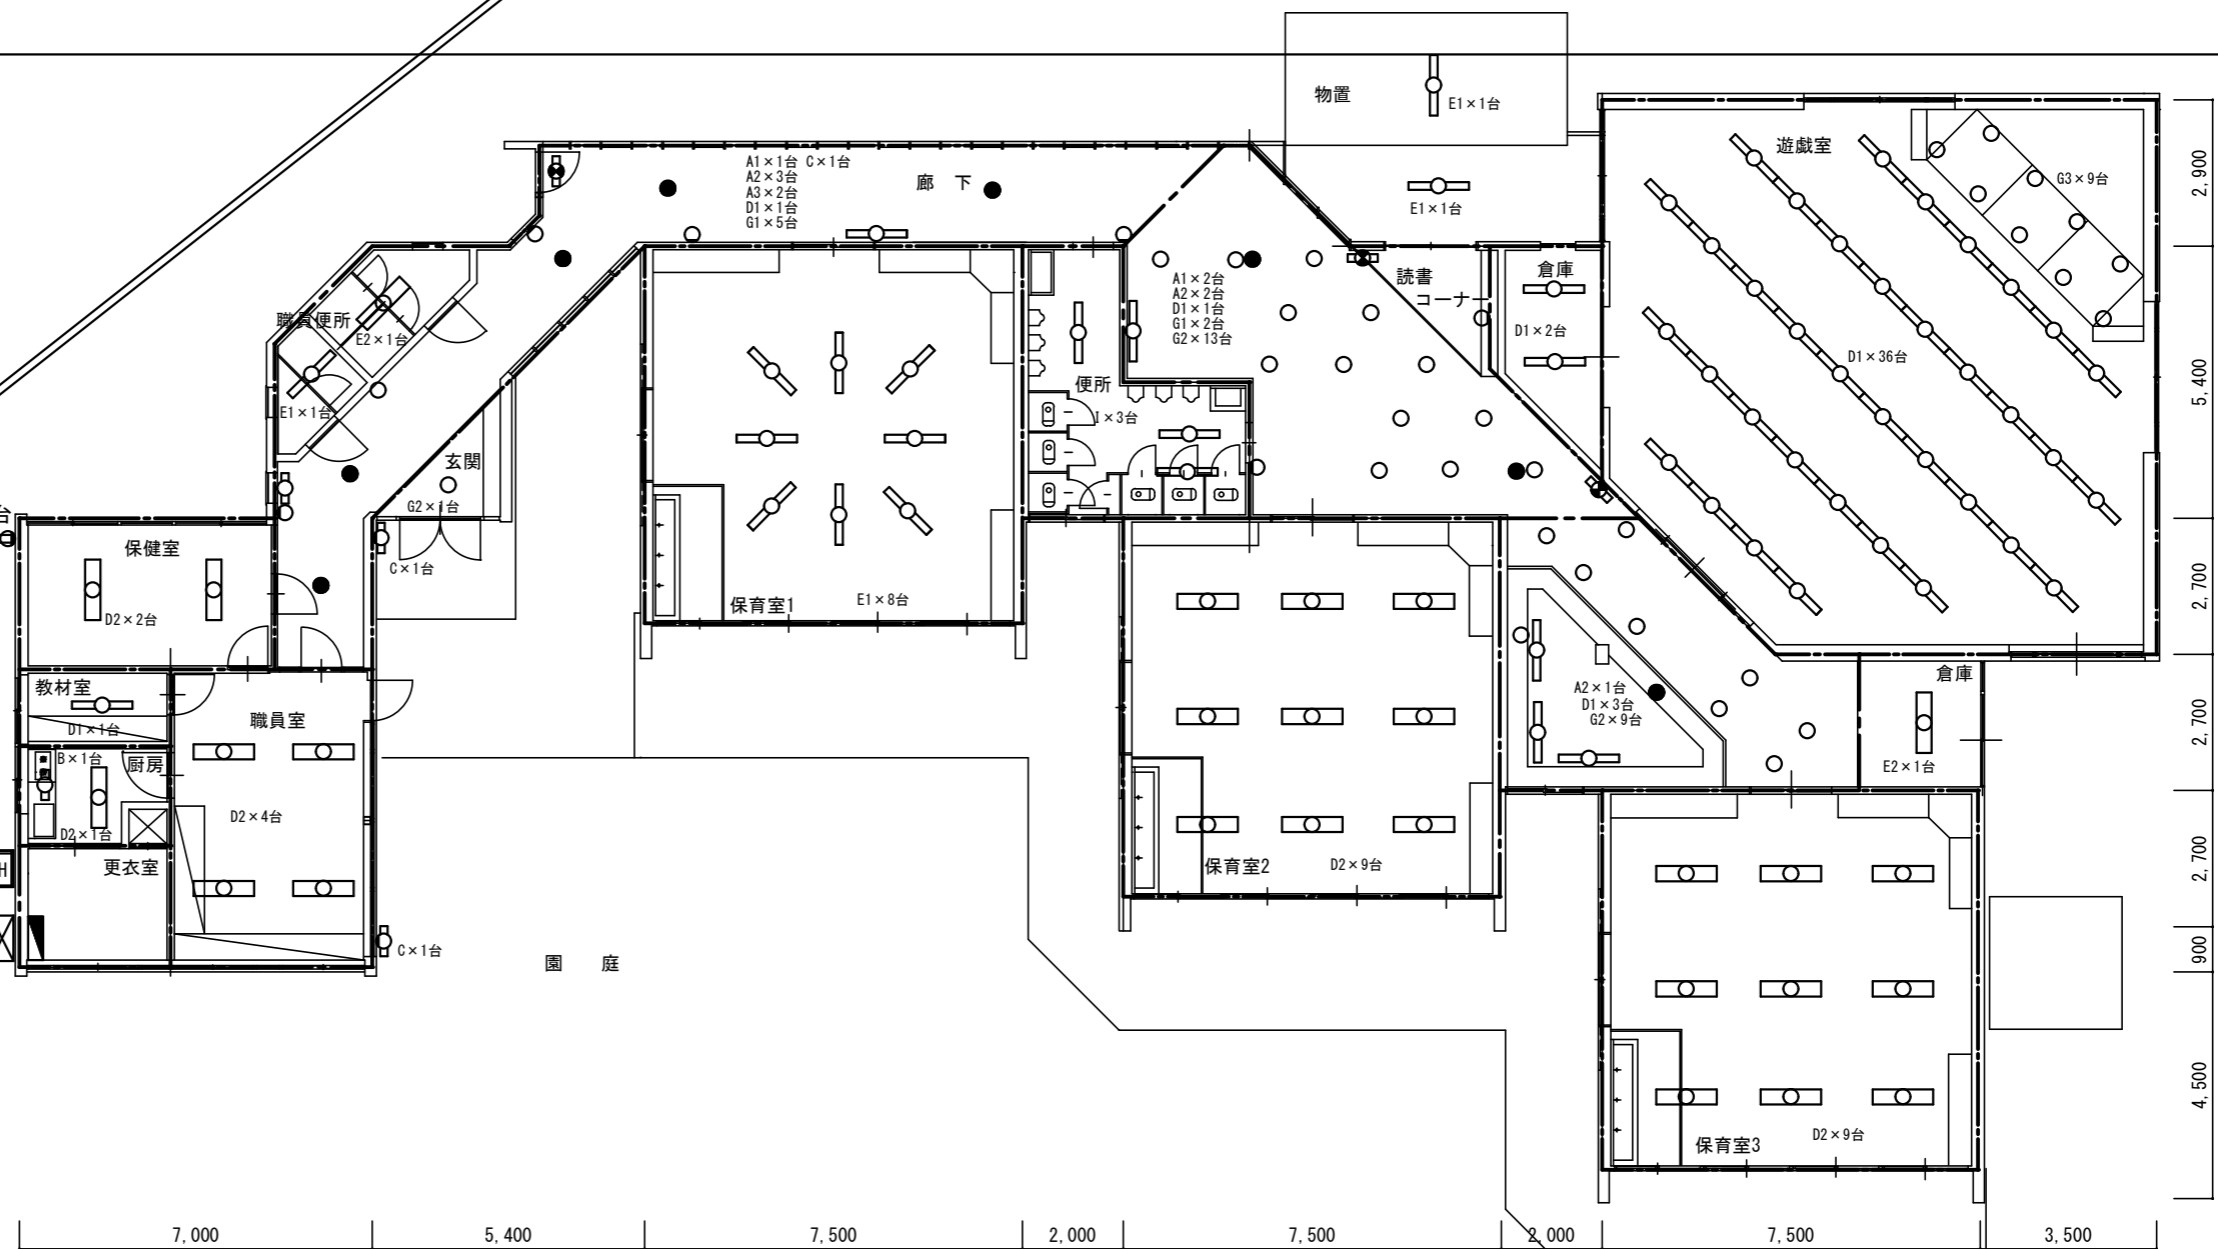 物置
E1×1台
遊戯室
G3×9台
A1×1台 C×1台
A2×3台
A3×2台
D1×1台
G1×5台
廊 下
E1×1台
2,900
職員便所
E2×1台
E1×1台
A1×2台
A2×2台
D1×1台
G1×2台
G2×13台
読書
コーナー
倉庫
D1×2台
D1×36台
5,400
便所
I×3台
玄関
G2×1台
C×1台
台
保健室
D2×2台
保育室1
E1×8台
2,700
教材室
D1×1台
職員室
A2×1台
D1×3台
G2×9台
倉庫
E2×1台
2,700
B×1台
厨房
D2×1台
D2×4台
更衣室
H
保育室2
D2×9台
2,700
C×1台
園 庭
900
保育室3
D2×9台
4,500
7,000
5,400
7,500
2,000
7,500
2,000
7,500
3,500